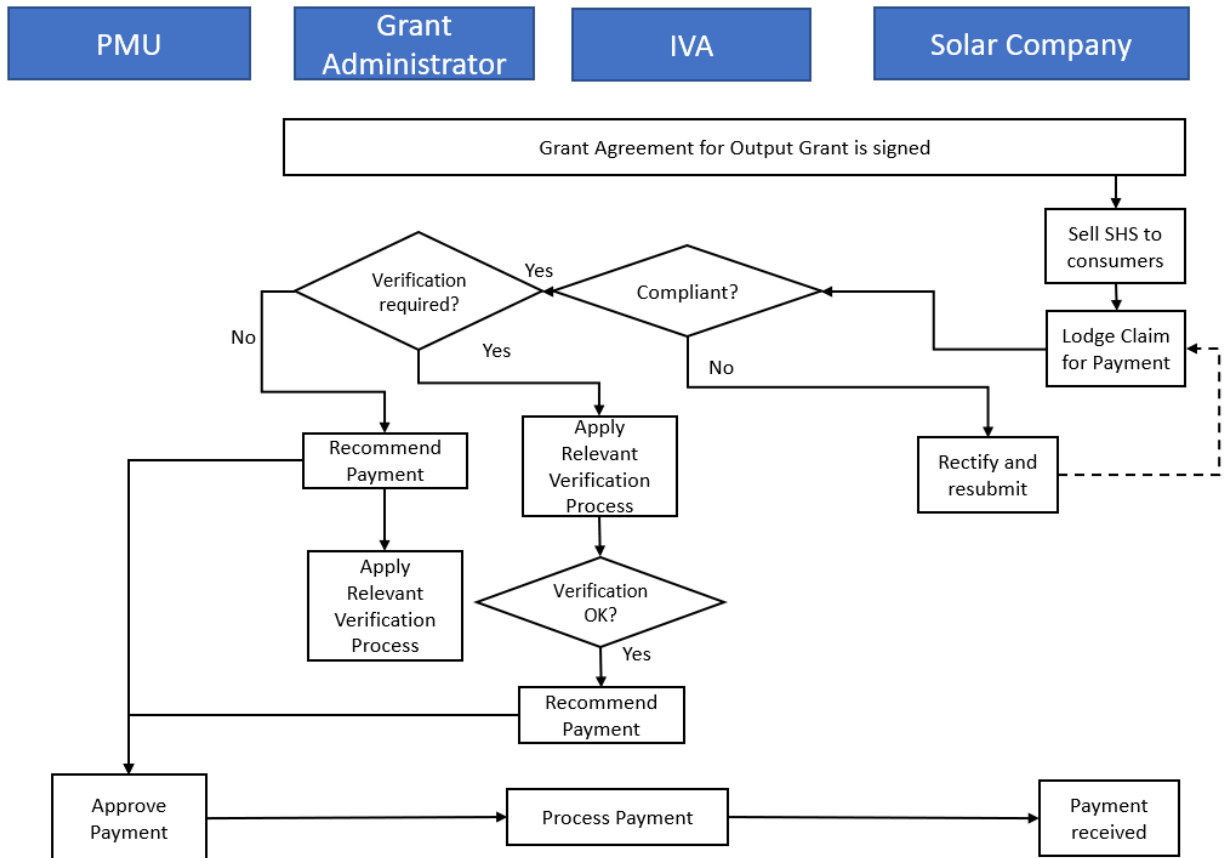 PMU
Grant
Administrator
IVA
Solar Company
Grant Agreement for Output Grant is signed
Sell SHS to
consumers
Verification
required?
Yes
Compliant?
Lodge Claim
for Payment
No
Yes
No
Recommend
Payment
Apply
Relevant
Verification
Process
Rectify and
resubmit
Apply
Relevant
Verification
Process
Verification
OK?
Yes
Recommend
Payment
Approve
Payment
Process Payment
Payment
received